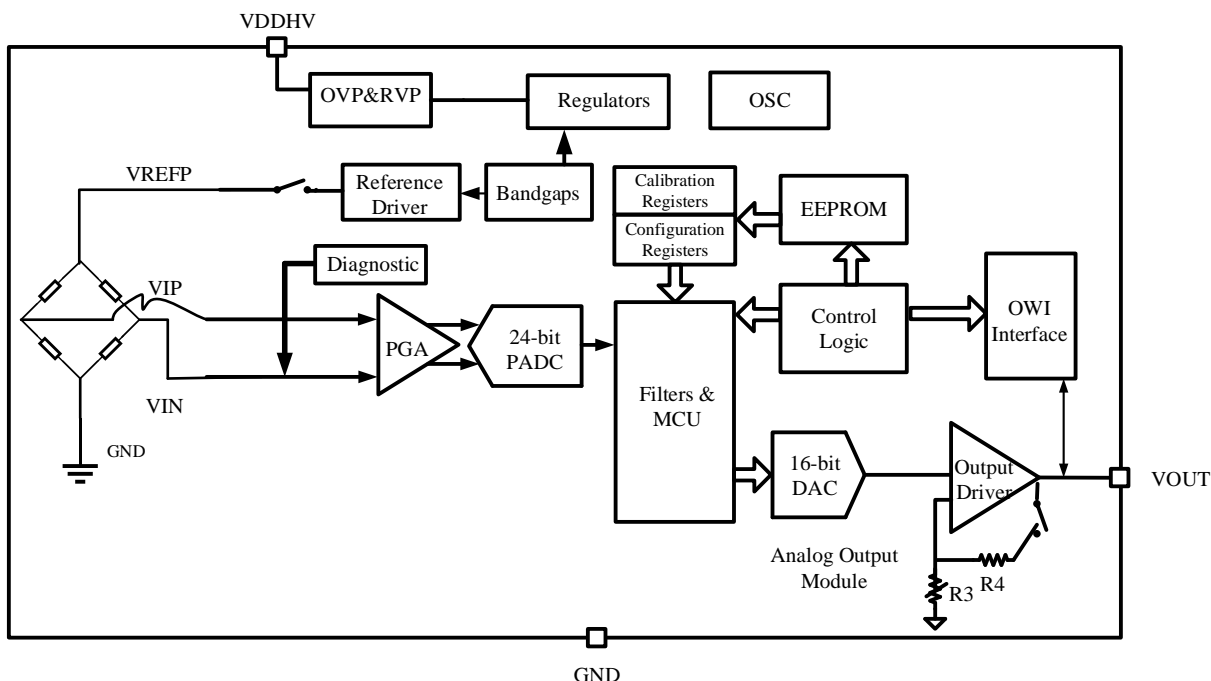 VDDHV
OVP&RVP
Regulators
OSC
VREFP
Reference
Driver
Bandgaps
Calibration
Registers
Configuration
Registers
EEPROM
Diagnostic
VIP
PGA
24-bit
PADC
Control
Logic
OWI
Interface
VIN
Filters &
MCU
GND
16-bit
DAC
Output
Driver
VOUT
Analog Output
Module
R4
R3
GND